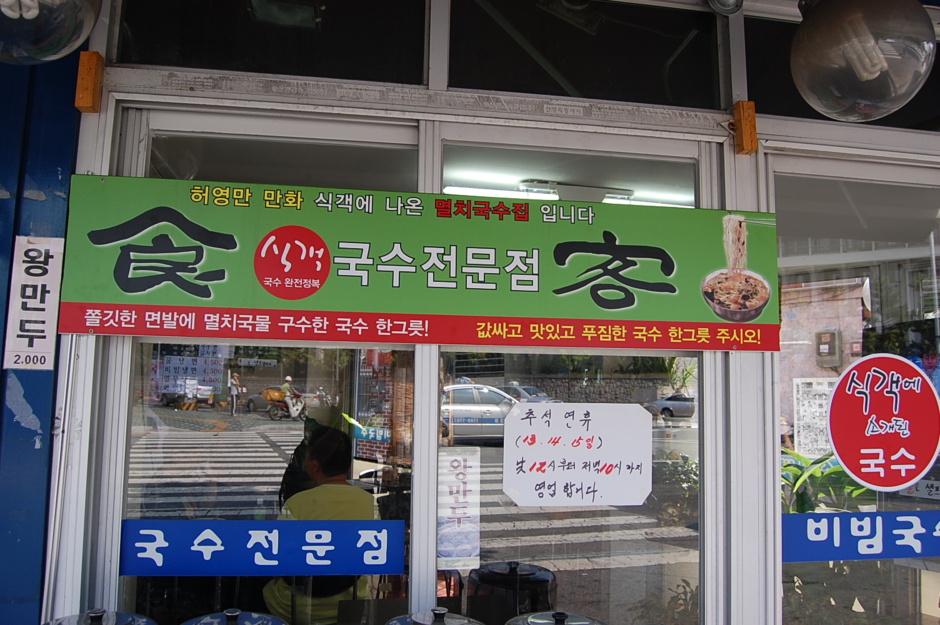 허영만 만화 식객에 나온 멸치국수집 입니다
食 식객 국수전문점 客
국수 완전정복
쫄깃한 면발에 멸치국물 구수한 국수 한그릇!
값싸고 맛있고 푸짐한 국수 한그릇 주시오!
왕만두
2.000
추석 연휴
(13.14.15일)
낮12시부터 저녁10시까지
영업합니다.
왕만두
식객에
소개된
국수
국수전문점
비빔국